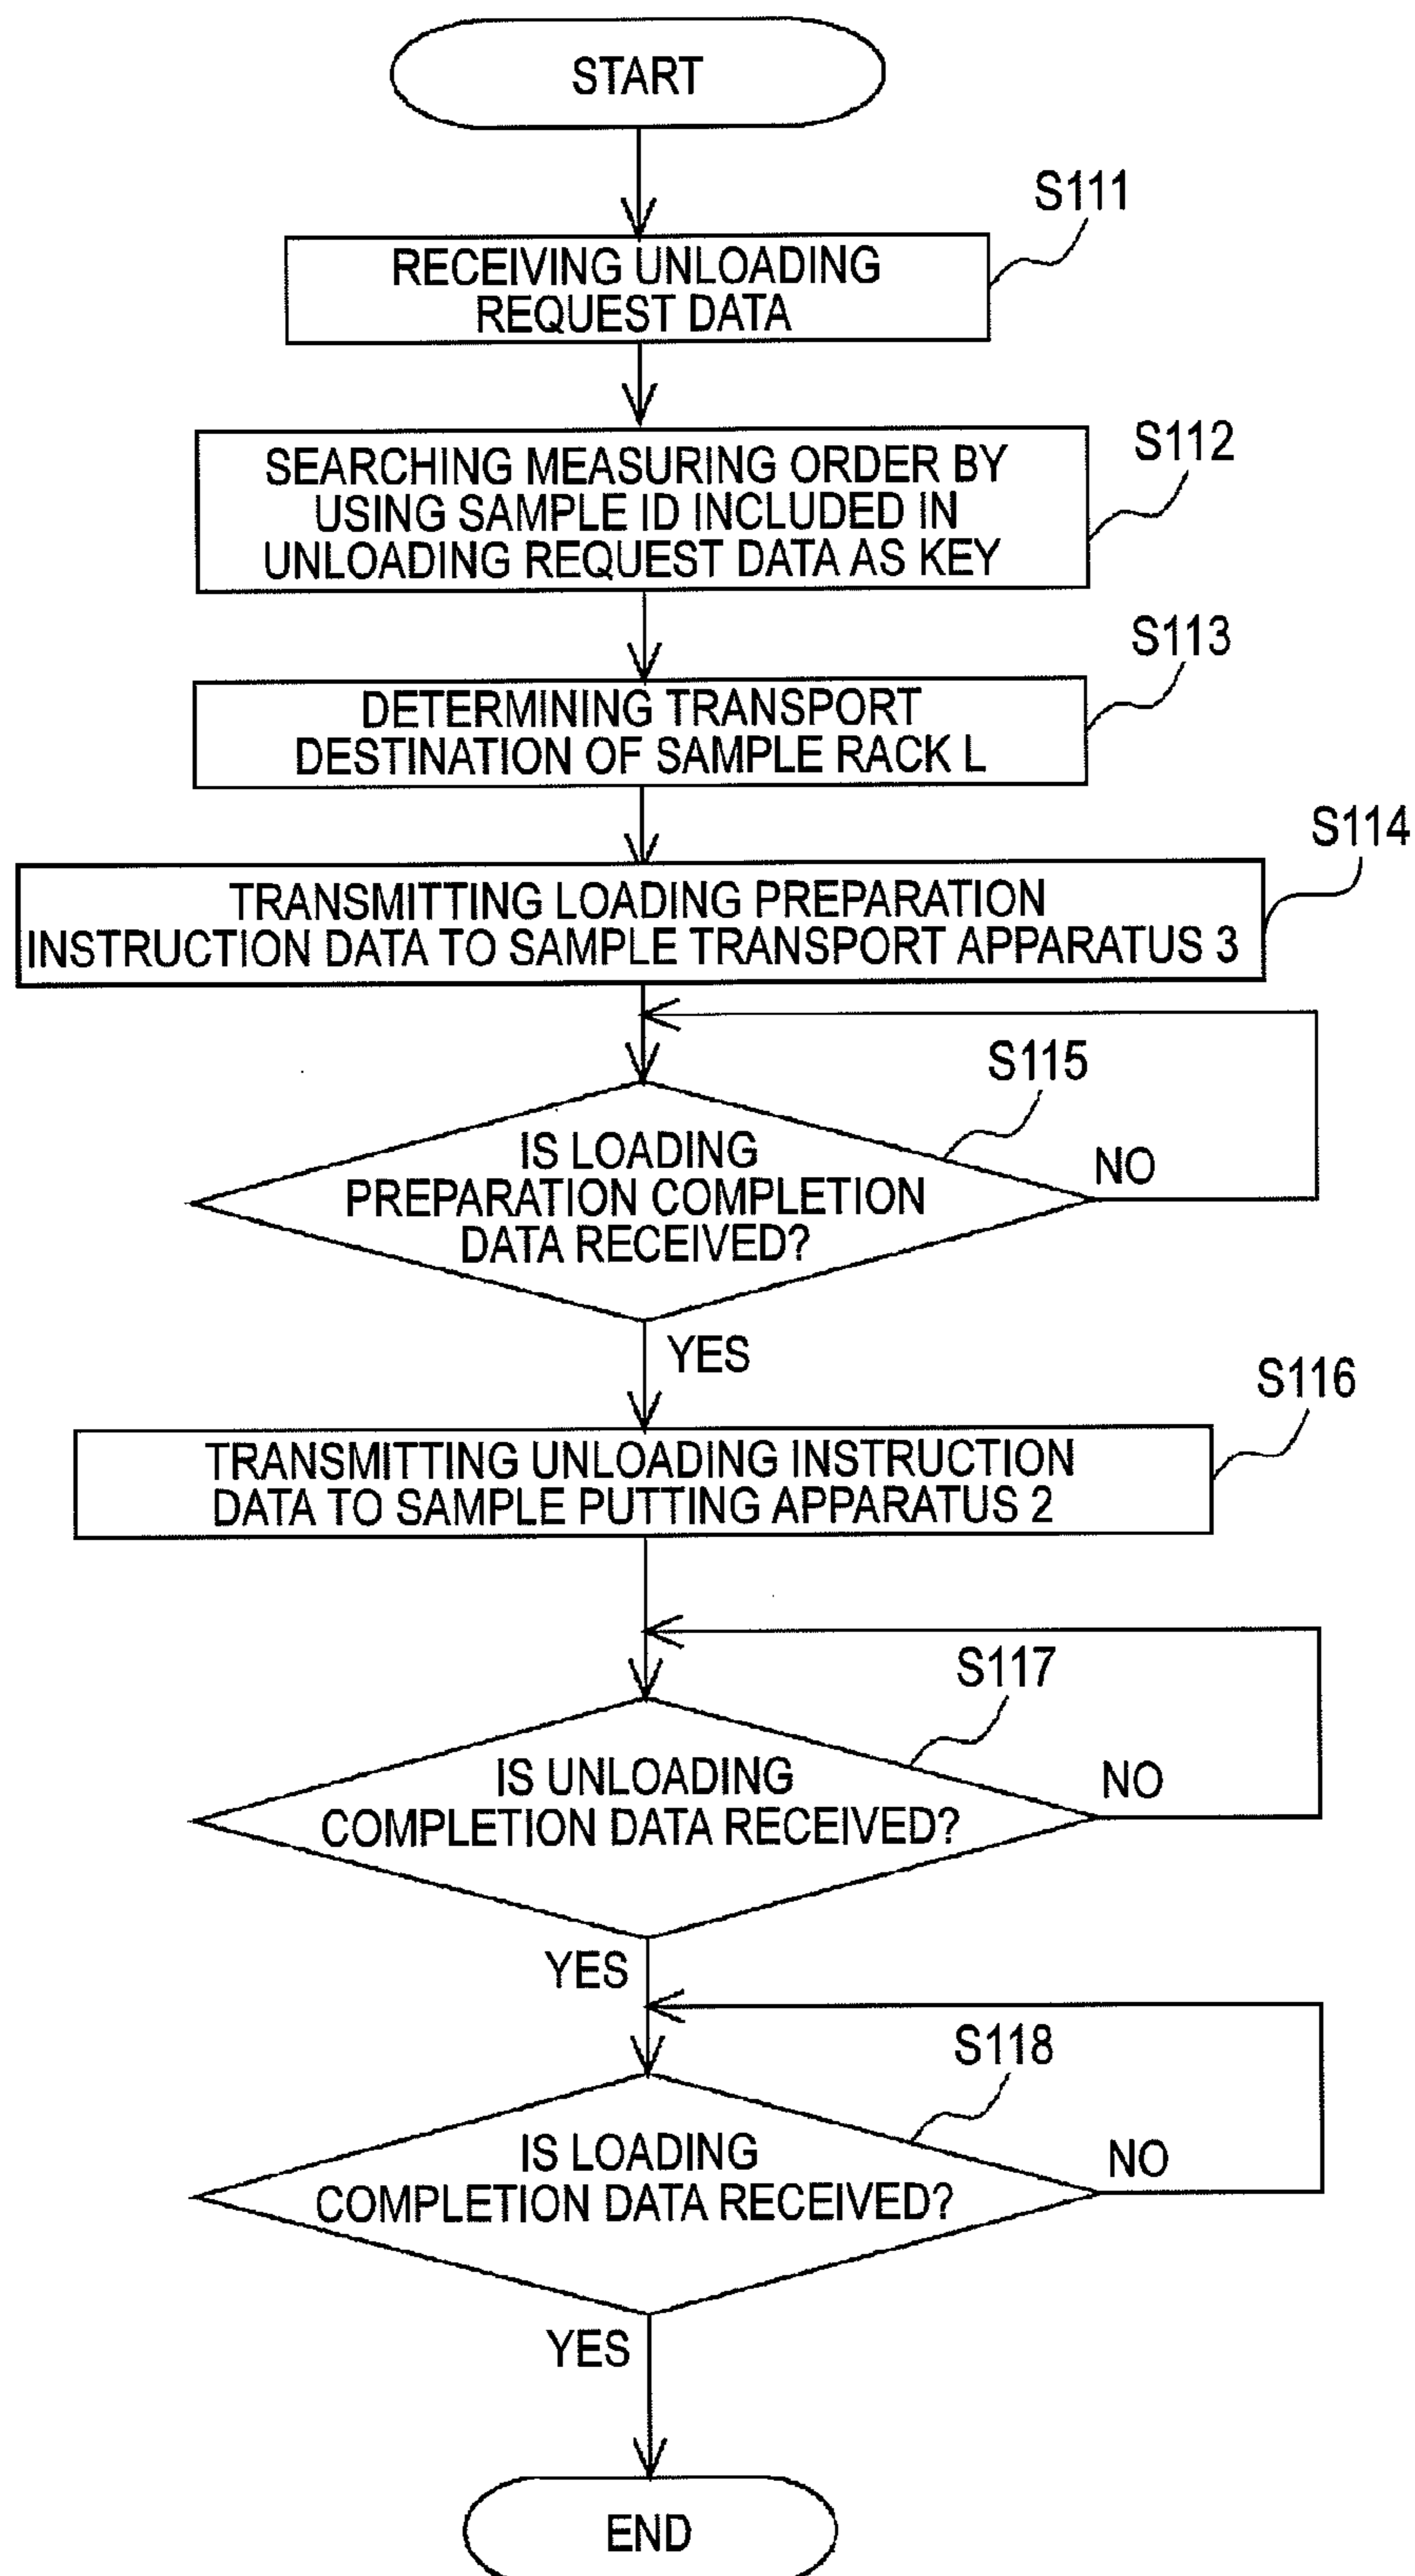 START
S111
RECEIVING UNLOADING
REQUEST DATA
S112
SEARCHING MEASURING ORDER BY
USING SAMPLE ID INCLUDED IN
UNLOADING REQUEST DATA AS KEY
S113
DETERMINING TRANSPORT
DESTINATION OF SAMPLE RACK L
S114
TRANSMITTING LOADING PREPARATION
INSTRUCTION DATA TO SAMPLE TRANSPORT APPARATUS 3
S115
IS LOADING
PREPARATION COMPLETION
DATA RECEIVED?
NO
YES
S116
TRANSMITTING UNLOADING INSTRUCTION
DATA TO SAMPLE PUTTING APPARATUS 2
S117
IS UNLOADING
COMPLETION DATA RECEIVED?
NO
YES
S118
IS LOADING
COMPLETION DATA RECEIVED?
NO
YES
END